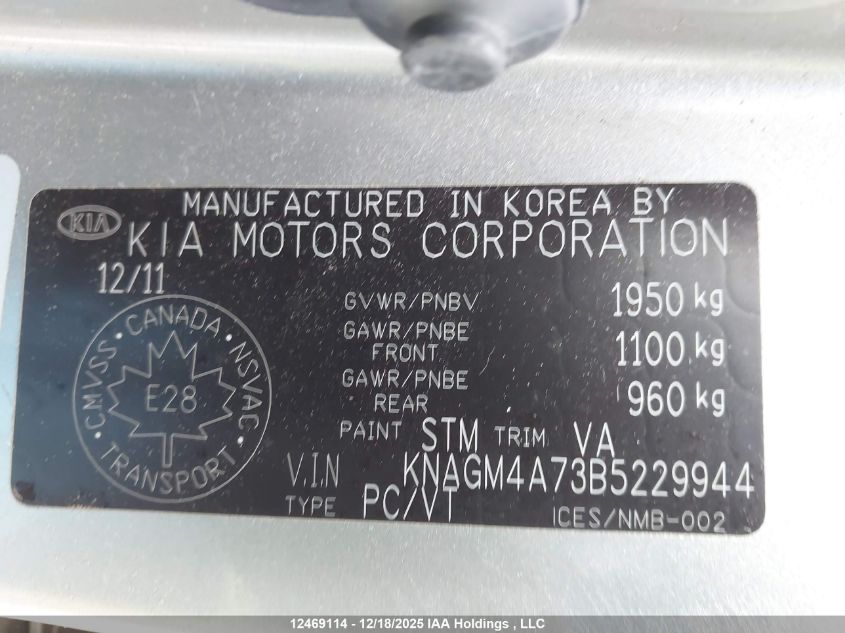 MANUFACTURED IN KOREA BY
KIA KIA MOTORS CORPORATION
12/11
GVWR/PNBV 1950 kg
GAWR/PNBE FRONT 1100 kg
GAWR/PNBE REAR 960 kg
PAINT STM TRIM VA
V.I.N KNAGM4A73B5229944
TYPE PC/VT ICES/NMB-002
CMVSS · CANADA · NSVAC · TRANSPORT ·
E28
12469114 - 12/18/2025 IAA Holdings , LLC